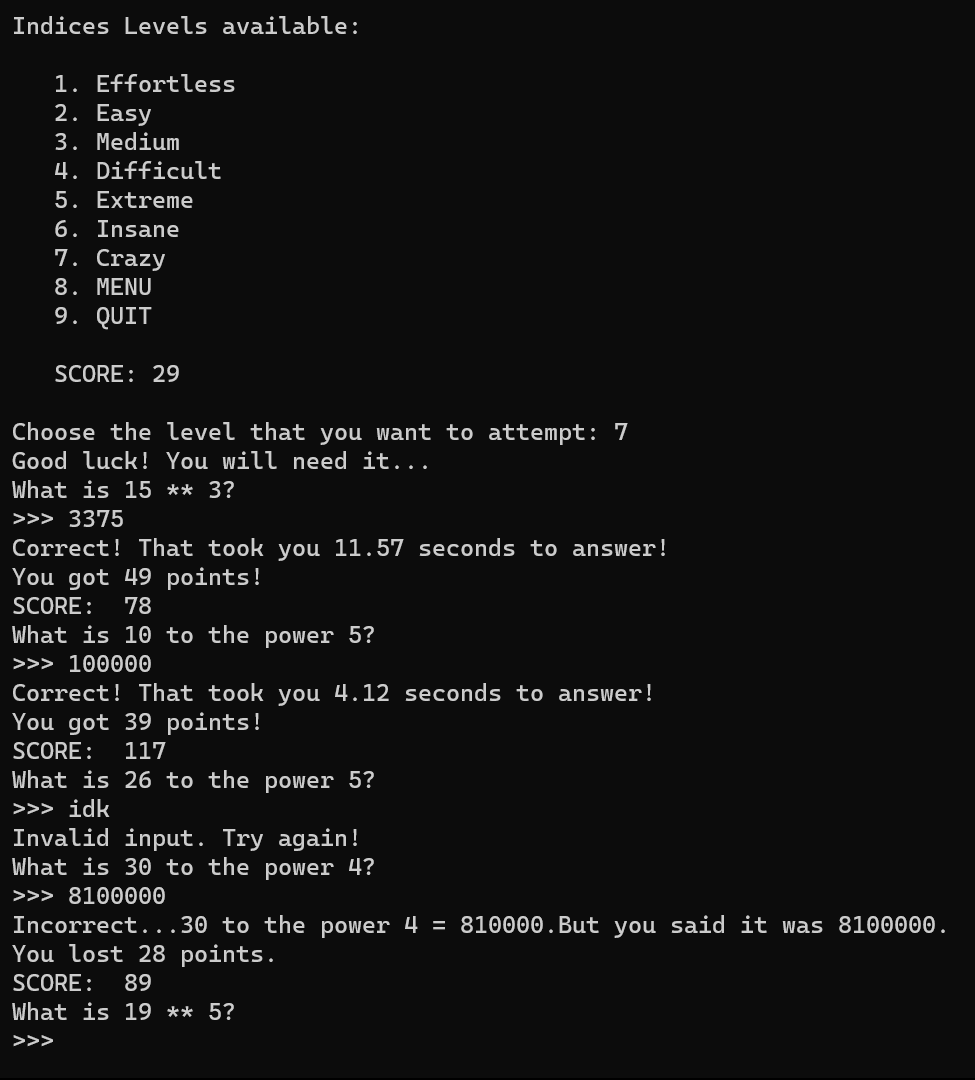 Indices Levels available:
1. Effortless
2. Easy
3. Medium
4. Difficult
5. Extreme
6. Insane
7. Crazy
8. MENU
9. QUIT
SCORE: 29
Choose the level that you want to attempt: 7
Good luck! You will need it...
What is 15 ** 3?
>>> 3375
Correct! That took you 11.57 seconds to answer!
You got 49 points!
SCORE:  78
What is 10 to the power 5?
>>> 100000
Correct! That took you 4.12 seconds to answer!
You got 39 points!
SCORE:  117
What is 26 to the power 5?
>>> idk
Invalid input. Try again!
What is 30 to the power 4?
>>> 8100000
Incorrect...30 to the power 4 = 810000.But you said it was 8100000.
You lost 28 points.
SCORE:  89
What is 19 ** 5?
>>>